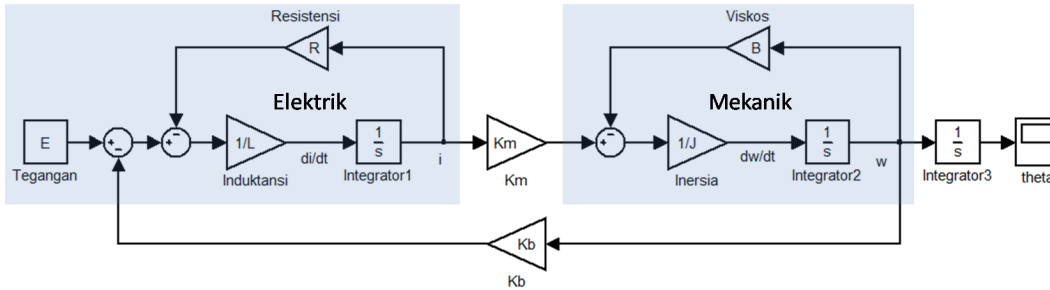 Resistensi
Viskos
R
B
Elektrik
Mekanik
E
1/L
1
s
Km
1/J
1
s
1
s
di/dt
i
dw/dt
w
Tegangan
Induktansi
Integrator1
Km
Inersia
Integrator2
Integrator3
theta
Kb
Kb